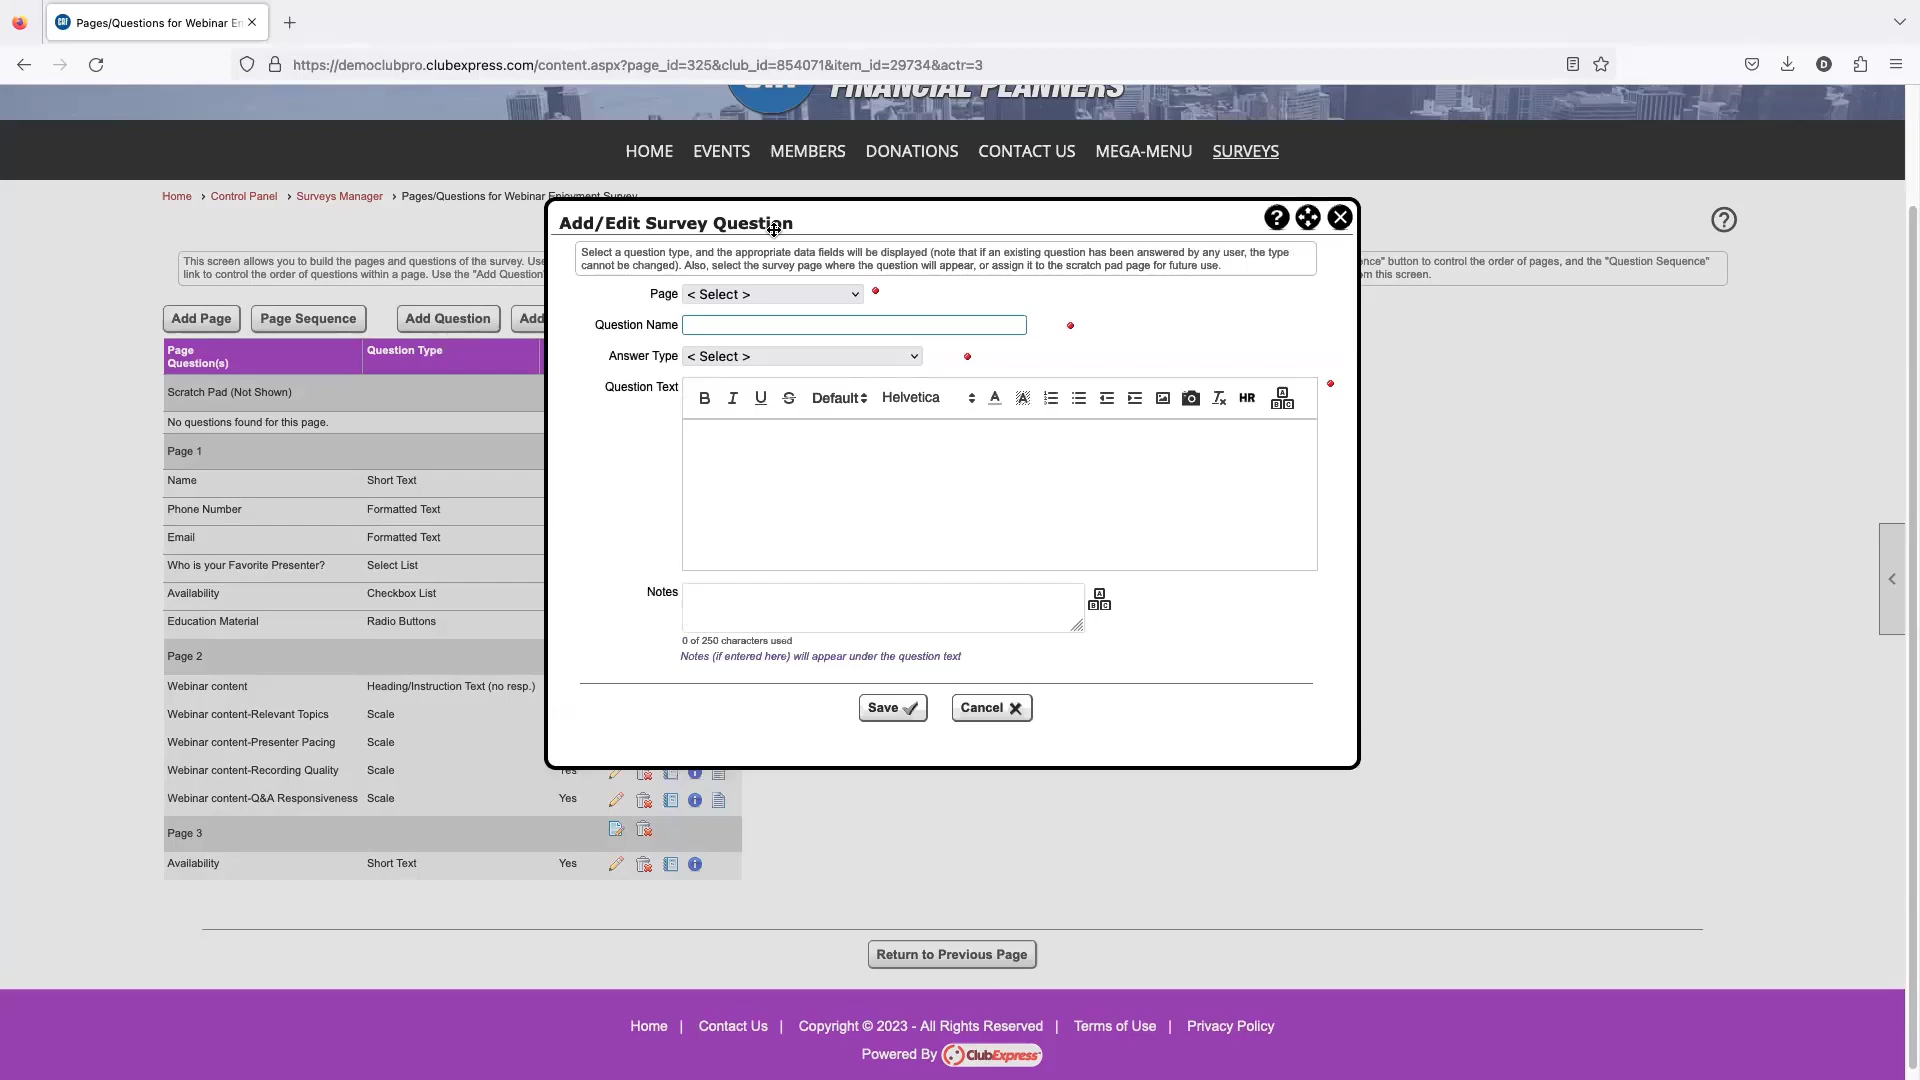 Pages/Questions for Webinar En
https://democlubpro.clubexpress.com/content.aspx?page_id=325&club_id=854071&item_id=29734&actr=3
FINANCIAL PLANNERS
HOME EVENTS MEMBERS DONATIONS CONTACT US MEGA-MENU SURVEYS
Home › Control Panel › Surveys Manager › Pages/Questions for Webinar Enjoyment Survey
Add/Edit Survey Question
This screen allows you to build the pages and questions of the survey. Use
link to control the order of questions within a page. Use the "Add Question"
Select a question type, and the appropriate data fields will be displayed (note that if an existing question has been answered by any user, the type
cannot be changed). Also, select the survey page where the question will appear, or assign it to the scratch pad page for future use.
nce" button to control the order of pages, and the "Question Sequence"
m this screen.
Page < Select >
Add Page Page Sequence Add Question Add
Question Name
Page
Question(s)
Question Type
Answer Type < Select >
Question Text
B I U S Default Helvetica A HR
Scratch Pad (Not Shown)
No questions found for this page.
Page 1
Name Short Text
Phone Number Formatted Text
Email Formatted Text
Who is your Favorite Presenter? Select List
Availability Checkbox List
Education Material Radio Buttons
Notes
0 of 250 characters used
Notes (if entered here) will appear under the question text
Page 2
Webinar content Heading/Instruction Text (no resp.)
Webinar content-Relevant Topics Scale
Save Cancel
Webinar content-Presenter Pacing Scale
Webinar content-Recording Quality Scale Yes
Webinar content-Q&A Responsiveness Scale Yes
Page 3
Availability Short Text Yes
Return to Previous Page
Home | Contact Us | Copyright © 2023 - All Rights Reserved | Terms of Use | Privacy Policy
Powered By ClubExpress